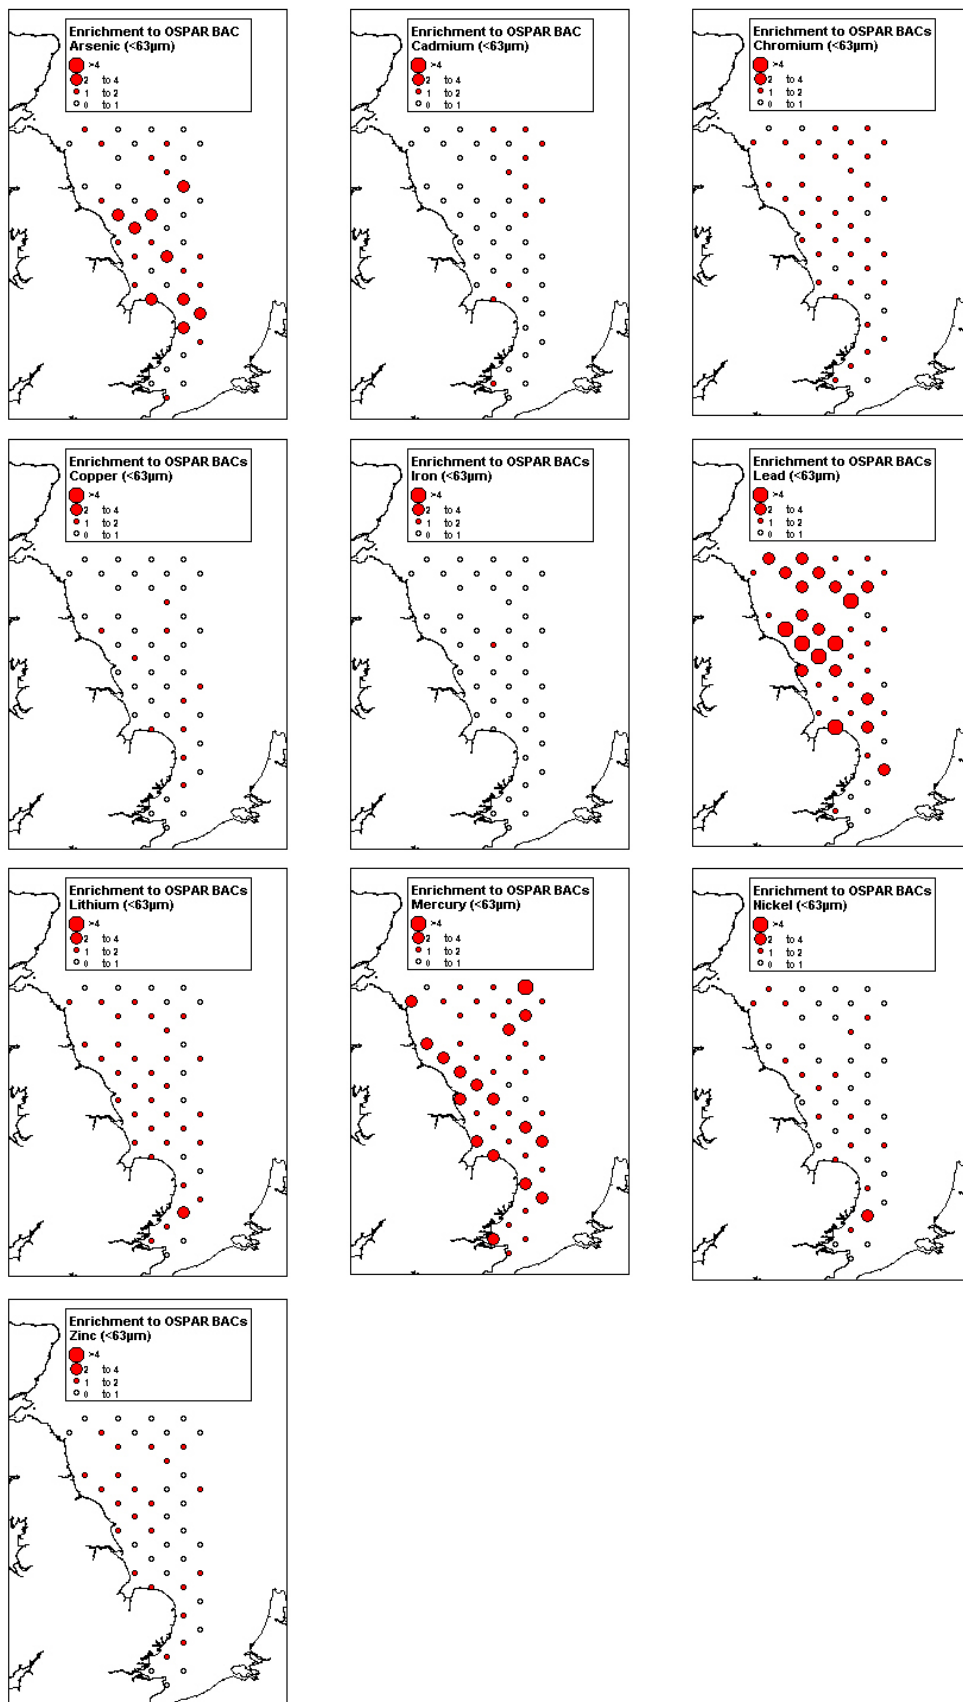 Enrichment to OSPAR BAC
Arsenic (<63µm)
>4
2 to 4
1 to 2
0 to 1
Enrichment to OSPAR BAC
Cadmium (<63µm)
>4
2 to 4
1 to 2
0 to 1
Enrichment to OSPAR BACs
Chromium (<63µm)
>4
2 to 4
1 to 2
0 to 1
Enrichment to OSPAR BACs
Copper (<63µm)
>4
2 to 4
1 to 2
0 to 1
Enrichment to OSPAR BACs
Iron (<63µm)
>4
2 to 4
1 to 2
0 to 1
Enrichment to OSPAR BACs
Lead (<63µm)
>4
2 to 4
1 to 2
0 to 1
Enrichment to OSPAR BACs
Lithium (<63µm)
>4
2 to 4
1 to 2
0 to 1
Enrichment to OSPAR BACs
Mercury (<63µm)
>4
2 to 4
1 to 2
0 to 1
Enrichment to OSPAR BACs
Nickel (<63µm)
>4
2 to 4
1 to 2
0 to 1
Enrichment to OSPAR BACs
Zinc (<63µm)
>4
2 to 4
1 to 2
0 to 1